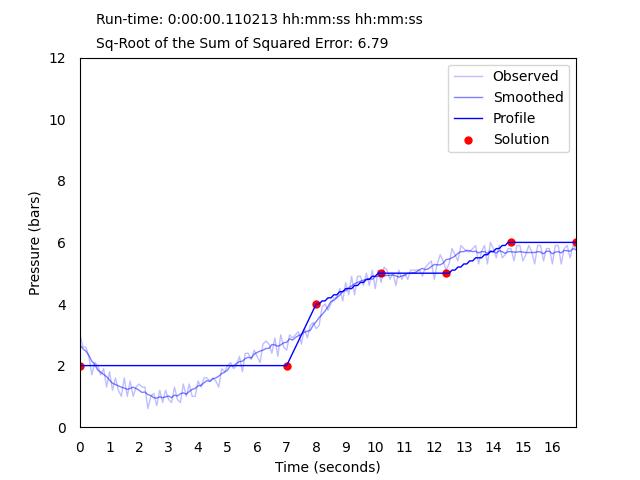 Run-time: 0:00:00.110213 hh:mm:ss hh:mm:ss
Sq-Root of the Sum of Squared Error: 6.79
Observed
Smoothed
Profile
Solution
Pressure (bars)
12
10
8
6
4
2
0
0 1 2 3 4 5 6 7 8 9 10 11 12 13 14 15 16
Time (seconds)